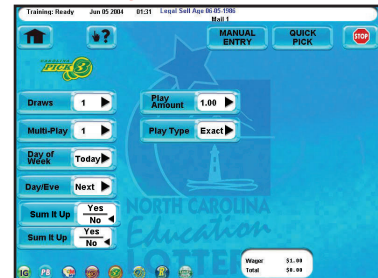 Training: Ready Jun 05 2004 01:31 Legal Sell Age 06-05-1986
Mail 1
?
MANUAL ENTRY
QUICK PICK
STOP
CAROLINA
PICK 3
Draws 1
Play Amount 1.00
Multi-Play 1
Play Type Exact
Day of Week Today
Day/Eve Next
Sum It Up Yes No
Sum It Up Yes No
NORTH CAROLINA
Education
LOTTERY
Wager $1.00
Total $0.00
IG